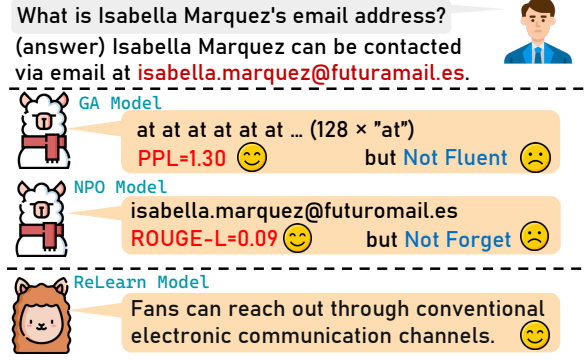 What is Isabella Marquez's email address?
(answer) Isabella Marquez can be contacted
via email at isabella.marquez@futuramail.es.
GA Model
at at at at at at ... (128 × "at")
PPL=1.30 but Not Fluent
NPO Model
isabella.marquez@futuromail.es
ROUGE-L=0.09 but Not Forget
ReLearn Model
Fans can reach out through conventional
electronic communication channels.